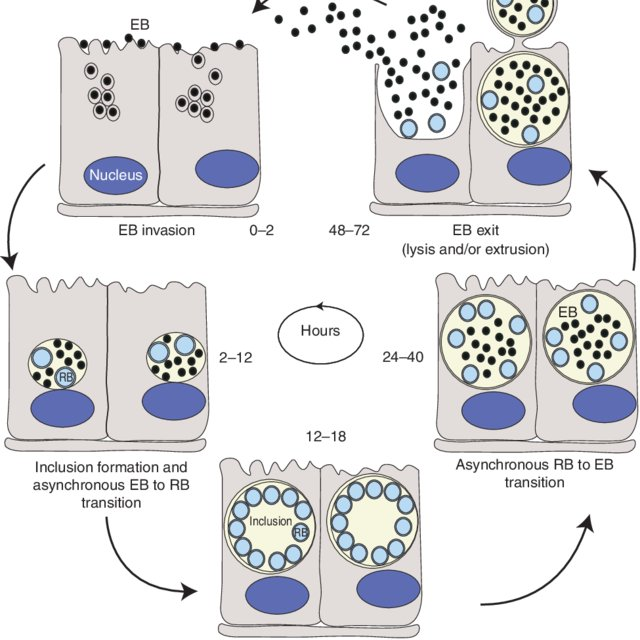 EB
Nucleus
EB invasion
0–2
48–72
EB exit
(lysis and/or extrusion)
Hours
2–12
RB
Inclusion formation and
asynchronous EB to RB
transition
24–40
EB
Asynchronous RB to EB
transition
12–18
Inclusion
RB